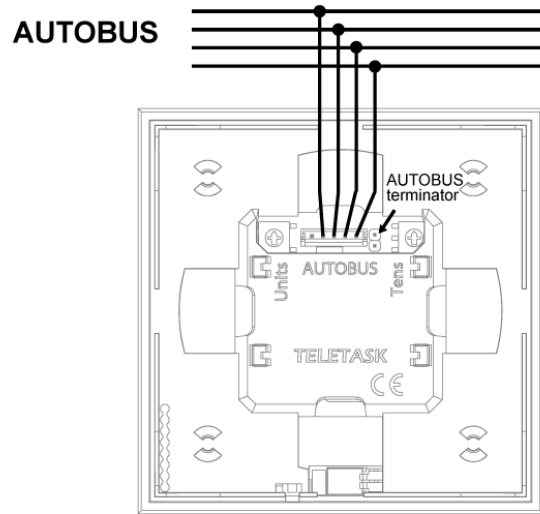 AUTOBUS
AUTOBUS
terminator
Units
AUTOBUS
Tens
TELETASK
CE